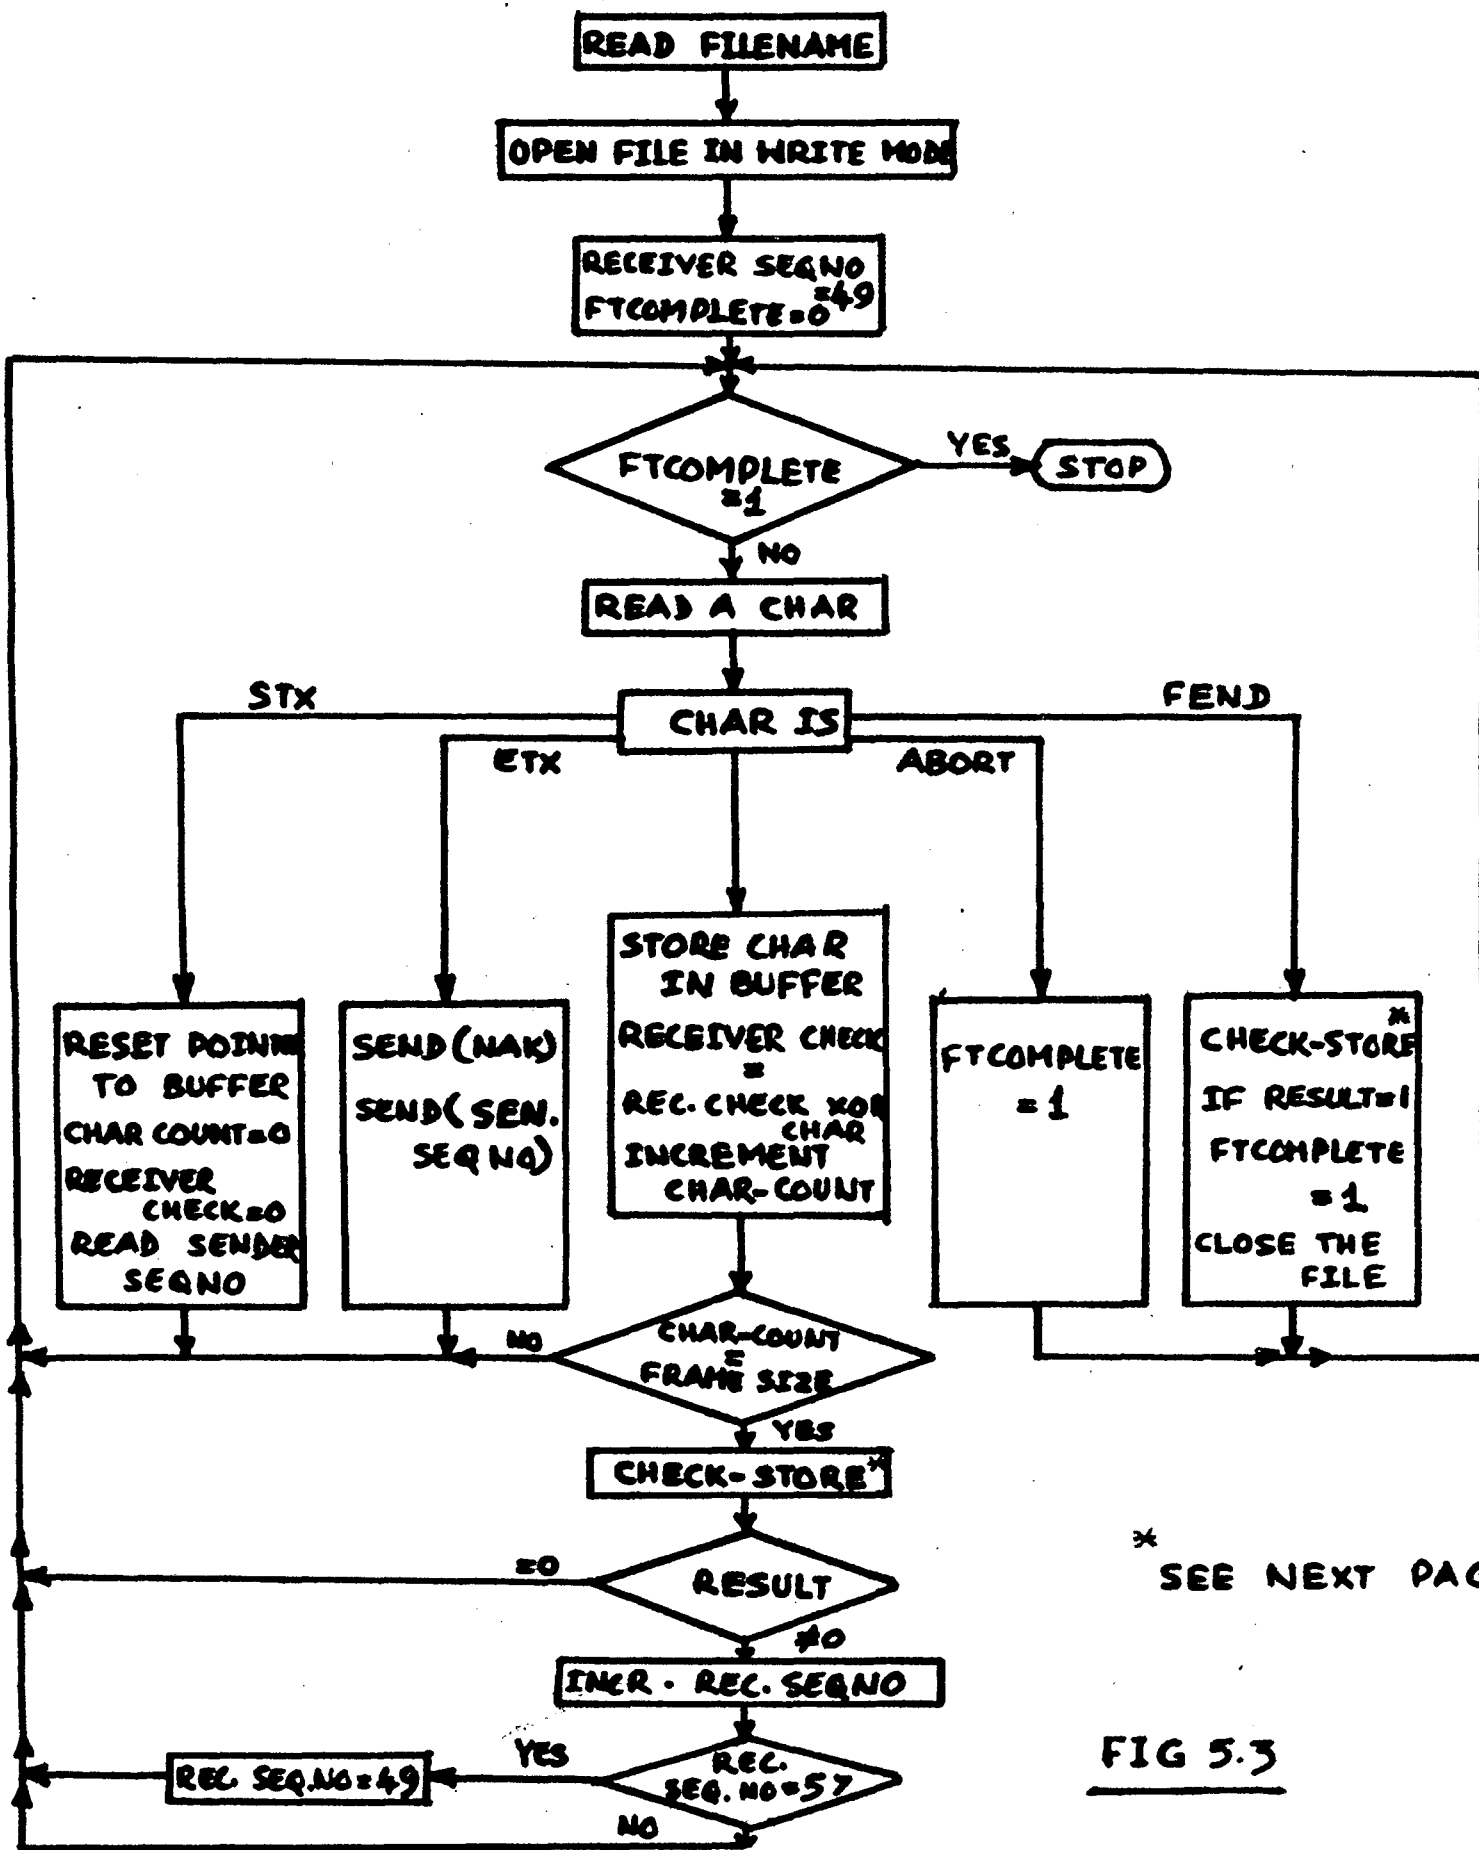 READ FILENAME
OPEN FILE IN WRITE MODE
RECEIVER SEQNO
=49
FTCOMPLETE=0
FTCOMPLETE
=1
YES
STOP
NO
READ A CHAR
STX
CHAR IS
FEND
ETX
ABORT
RESET POINTE
TO BUFFER
CHAR COUNT=0
RECEIVER
CHECK=0
READ SENDER
SEQNO
SEND(NAK)
SEND(SEN.
SEQNO)
STORE CHAR
IN BUFFER
RECEIVER CHECK
=
REC. CHECK XOR
CHAR
INCREMENT
CHAR-COUNT
FTCOMPLETE
=1
CHECK-STORE*
IF RESULT=1
FTCOMPLETE
=1
CLOSE THE
FILE
NO
CHAR-COUNT
=
FRAME SIZE
YES
CHECK-STORE*
=0
RESULT
≠0
*
SEE NEXT PAG
INCR. REC. SEQNO
YES
REC.
SEQ. NO=57
REC. SEQ.NO=49
NO
FIG 5.3